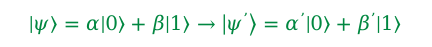 |ψ⟩ = α|0⟩ + β|1⟩ → |ψ′⟩ = α′|0⟩ + β′|1⟩